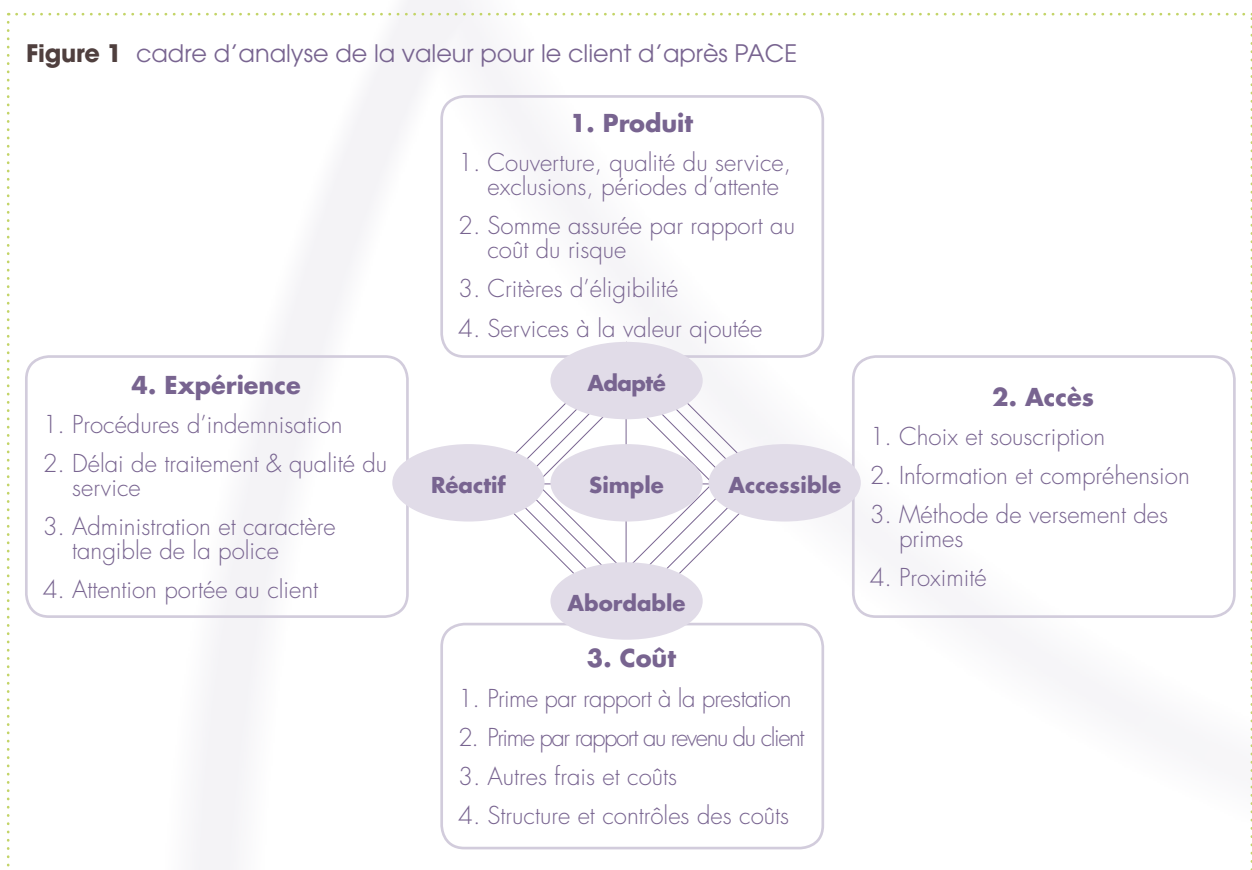 Figure 1 cadre d’analyse de la valeur pour le client d’après PACE
1. Produit
1. Couverture, qualité du service,
exclusions, périodes d’attente
2. Somme assurée par rapport au
coût du risque
3. Critères d’éligibilité
4. Services à la valeur ajoutée
4. Expérience
1. Procédures d’indemnisation
2. Délai de traitement & qualité du
service
3. Administration et caractère
tangible de la police
4. Attention portée au client
Adapté
Réactif
Simple
Accessible
Abordable
2. Accès
1. Choix et souscription
2. Information et compréhension
3. Méthode de versement des
primes
4. Proximité
3. Coût
1. Prime par rapport à la prestation
2. Prime par rapport au revenu du client
3. Autres frais et coûts
4. Structure et contrôles des coûts